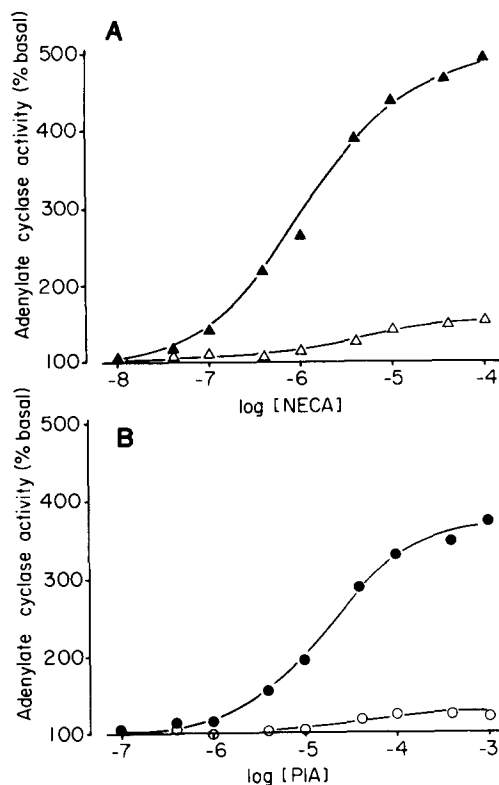 A
Adenylate cyclase activity (% basal)
500
400
300
200
100
-8 -7 -6 -5 -4
log [NECA]
B
Adenylate cyclase activity (% basal)
500
400
300
200
100
-7 -6 -5 -4 -3
log [PIA]